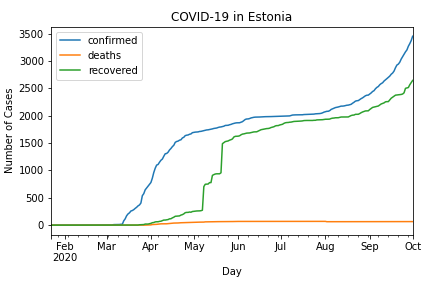 COVID-19 in Estonia
confirmed
deaths
recovered
Number of Cases
3500
3000
2500
2000
1500
1000
500
0
Feb Mar Apr May Jun Jul Aug Sep Oct
2020
Day